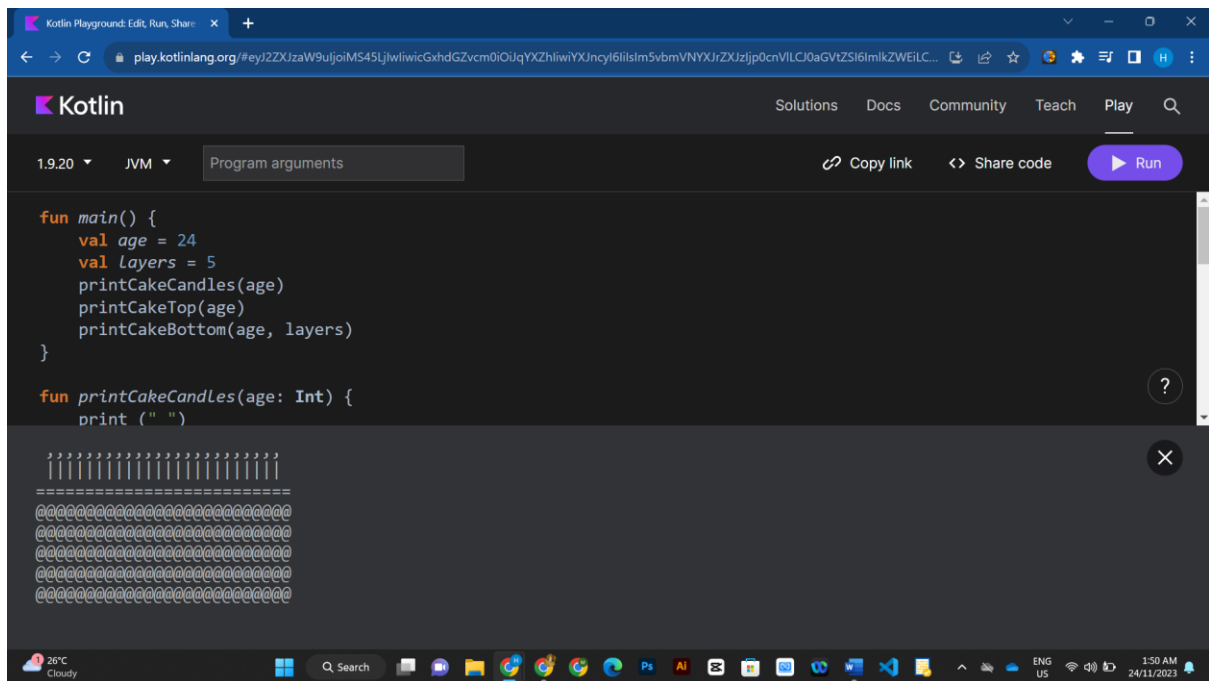 Kotlin Playground: Edit, Run, Share
play.kotlinlang.org/#eyJ2ZXJzaW9uIjoiMS45LjIwIiwicGxhdGZvcm0iOiJqYXZhIiwiYXJncyI6IiIsIm5vbmVNYXJrZXJzIjp0cnVlLCJ0aGVtZSI6ImlkZWEiLC...
H
Kotlin
Solutions Docs Community Teach Play
1.9.20 JVM Program arguments Copy link <> Share code Run
fun main() {
    val age = 24
    val layers = 5
    printCakeCandles(age)
    printCakeTop(age)
    printCakeBottom(age, layers)
}
?
fun printCakeCandles(age: Int) {
    print (" ")
 ,,,,,,,,,,,,,,,,,,,,,,,,
 ||||||||||||||||||||||||
==========================
@@@@@@@@@@@@@@@@@@@@@@@@@@
@@@@@@@@@@@@@@@@@@@@@@@@@@
@@@@@@@@@@@@@@@@@@@@@@@@@@
@@@@@@@@@@@@@@@@@@@@@@@@@@
@@@@@@@@@@@@@@@@@@@@@@@@@@
1
26°C
Cloudy
Search
Ps
Ai
ENG
US
1:50 AM
24/11/2023